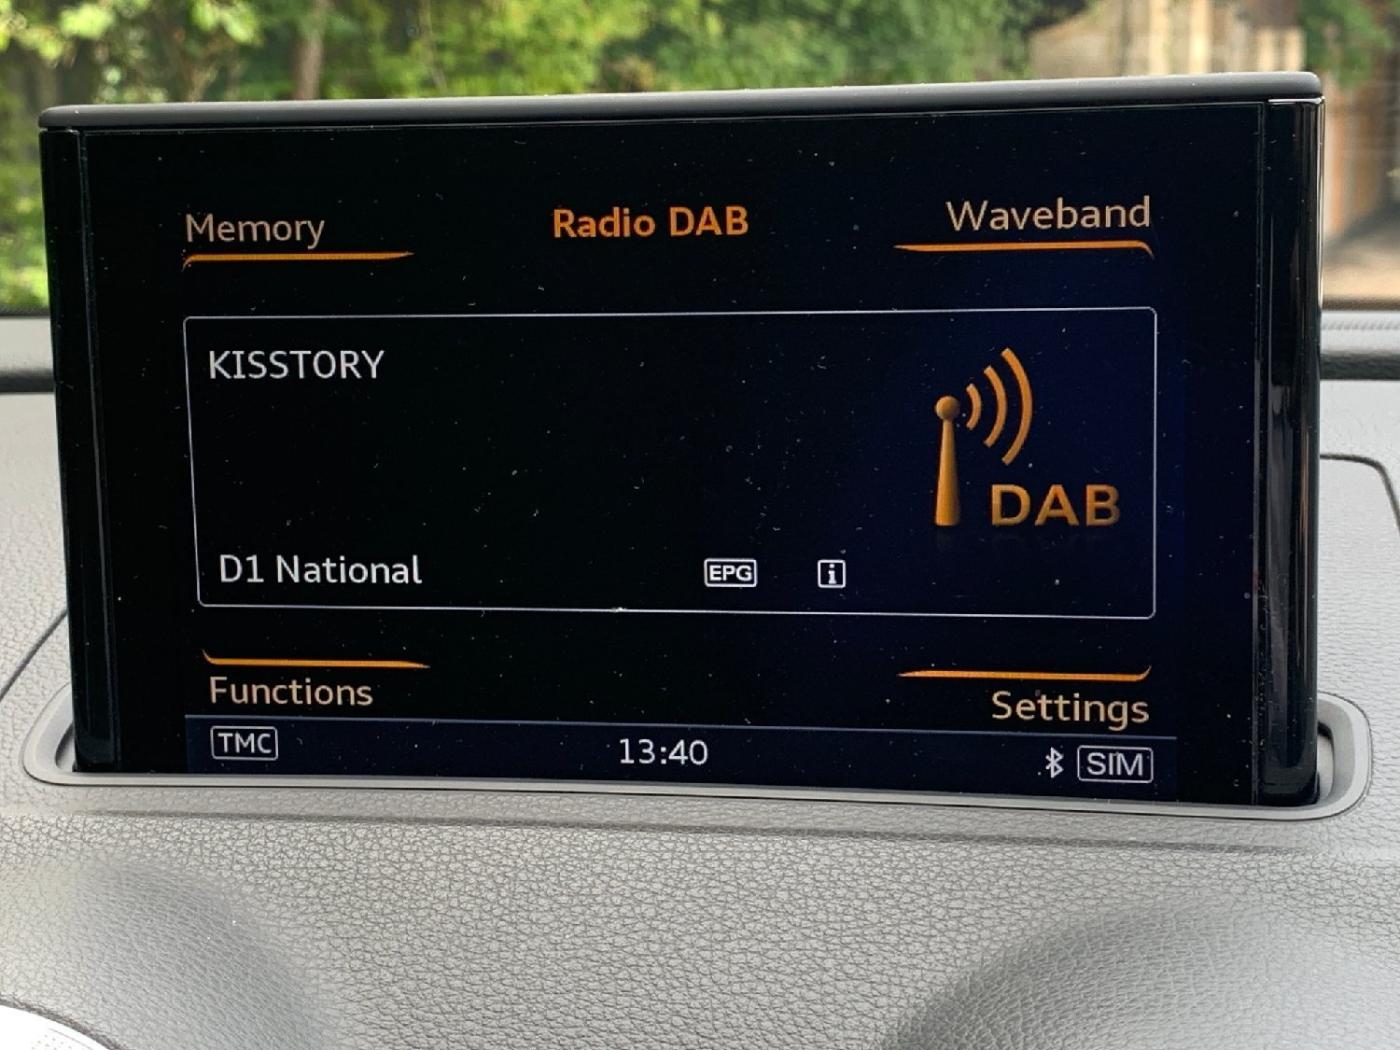 Memory Radio DAB Waveband
KISSTORY
DAB
D1 National EPG i
Functions Settings
TMC 13:40 SIM